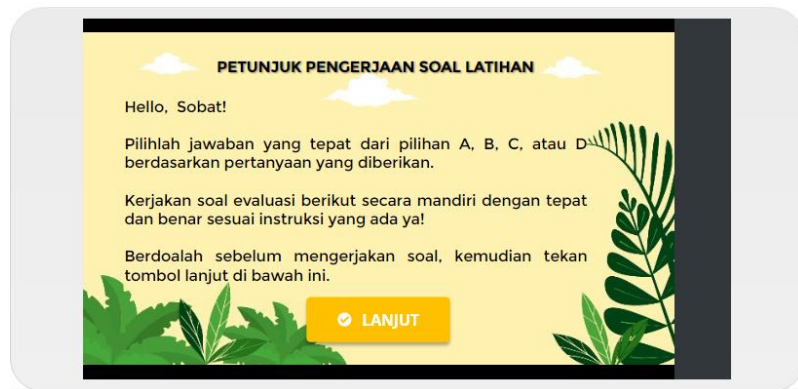 PETUNJUK PENGERJAAN SOAL LATIHAN
Hello, Sobat!
Pilihlah jawaban yang tepat dari pilihan A, B, C, atau D
berdasarkan pertanyaan yang diberikan.
Kerjakan soal evaluasi berikut secara mandiri dengan tepat
dan benar sesuai instruksi yang ada ya!
Berdoalah sebelum mengerjakan soal, kemudian tekan
tombol lanjut di bawah ini.
LANJUT